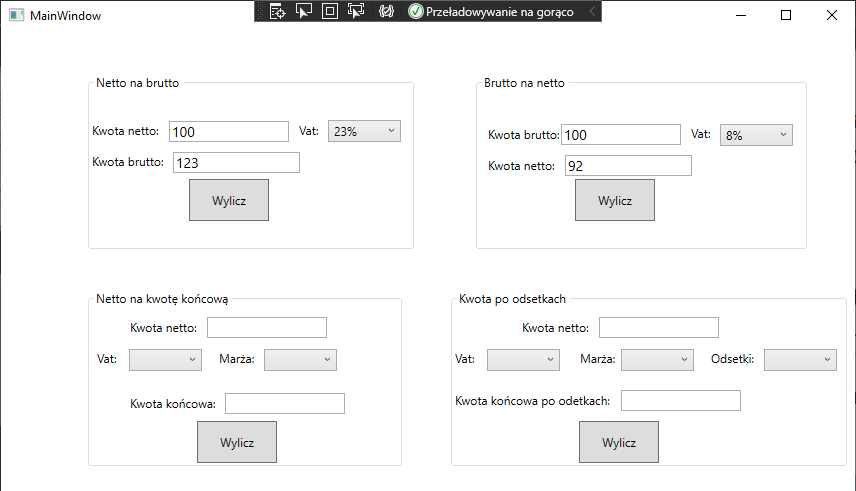 MainWindow
Przeładowywanie na gorąco
Netto na brutto
Kwota netto: 100 Vat: 23%
Kwota brutto: 123
Wylicz
Brutto na netto
Kwota brutto: 100 Vat: 8%
Kwota netto: 92
Wylicz
Netto na kwotę końcową
Kwota netto:
Vat: Marża:
Kwota końcowa:
Wylicz
Kwota po odsetkach
Kwota netto:
Vat: Marża: Odsetki:
Kwota końcowa po odetkach:
Wylicz